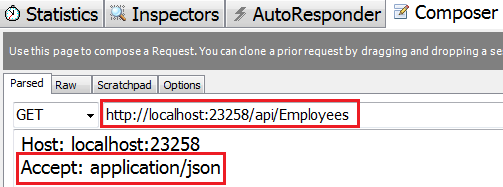 Statistics Inspectors AutoResponder Composer
Use this page to compose a Request. You can clone a prior request by dragging and dropping a se
Parsed Raw Scratchpad Options
GET http://localhost:23258/api/Employees
Host: localhost:23258
Accept: application/json